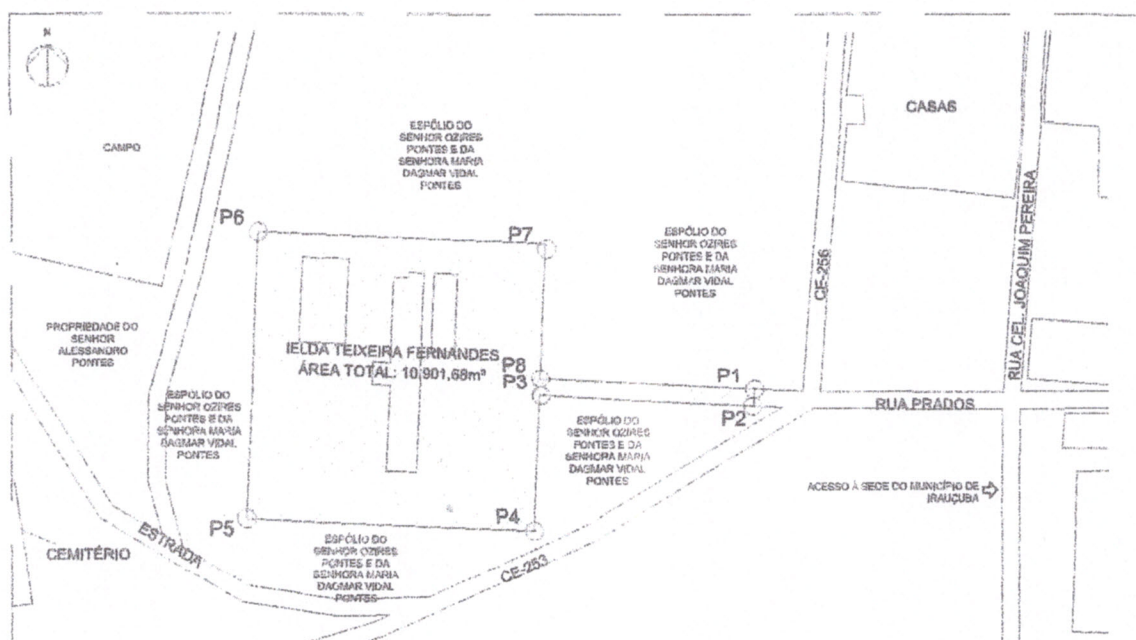 N
CAMPO
ESPÓLIO DO
SENHOR OZIRES
PONTES E DA
SENHORA MARIA
DAGMAR VIDAL
PONTES
CASAS
P6
P7
ESPÓLIO DO
SENHOR OZIRES
PONTES E DA
SENHORA MARIA
DAGMAR VIDAL
PONTES
CE-256
RUA CEL. JOAQUIM PEREIRA
PROPRIEDADE DO
SENHOR
ALESSANDRO
PONTES
IELDA TEIXEIRA FERNANDES
ÁREA TOTAL: 10.901,68m²
P8
P3
P1
P2
RUA PRADOS
ESPÓLIO DO
SENHOR OZIRES
PONTES E DA
SENHORA MARIA
DAGMAR VIDAL
PONTES
ESPÓLIO DO
SENHOR OZIRES
PONTES E DA
SENHORA MARIA
DAGMAR VIDAL
PONTES
ACESSO À SEDE DO MUNICÍPIO DE
IRAUÇUBA
P5
P4
ESTRADA
CEMITÉRIO
ESPÓLIO DO
SENHOR OZIRES
PONTES E DA
SENHORA MARIA
DAGMAR VIDAL
PONTES
CE-253